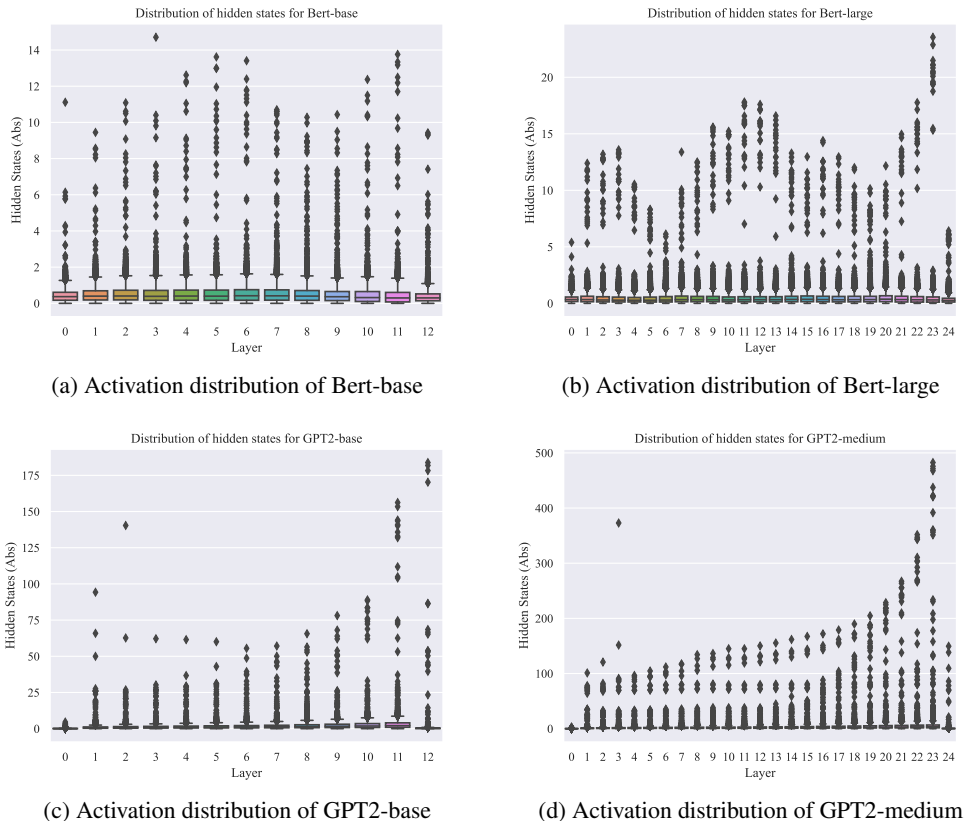 Distribution of hidden states for Bert-base
Hidden States (Abs)
14
12
10
8
6
4
2
0
0 1 2 3 4 5 6 7 8 9 10 11 12
Layer
(a) Activation distribution of Bert-base
Distribution of hidden states for Bert-large
Hidden States (Abs)
20
15
10
5
0
0 1 2 3 4 5 6 7 8 9 10 11 12 13 14 15 16 17 18 19 20 21 22 23 24
Layer
(b) Activation distribution of Bert-large
Distribution of hidden states for GPT2-base
Hidden States (Abs)
175
150
125
100
75
50
25
0
0 1 2 3 4 5 6 7 8 9 10 11 12
Layer
(c) Activation distribution of GPT2-base
Distribution of hidden states for GPT2-medium
Hidden States (Abs)
500
400
300
200
100
0
0 1 2 3 4 5 6 7 8 9 10 11 12 13 14 15 16 17 18 19 20 21 22 23 24
Layer
(d) Activation distribution of GPT2-medium